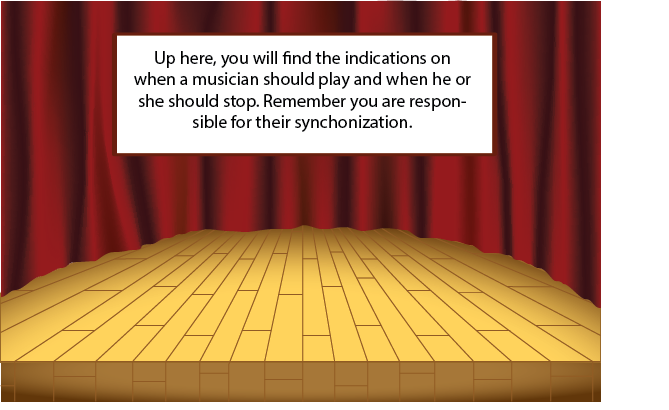 Up here, you will find the indications on
when a musician should play and when he or
she should stop. Remember you are respon-
sible for their synchonization.